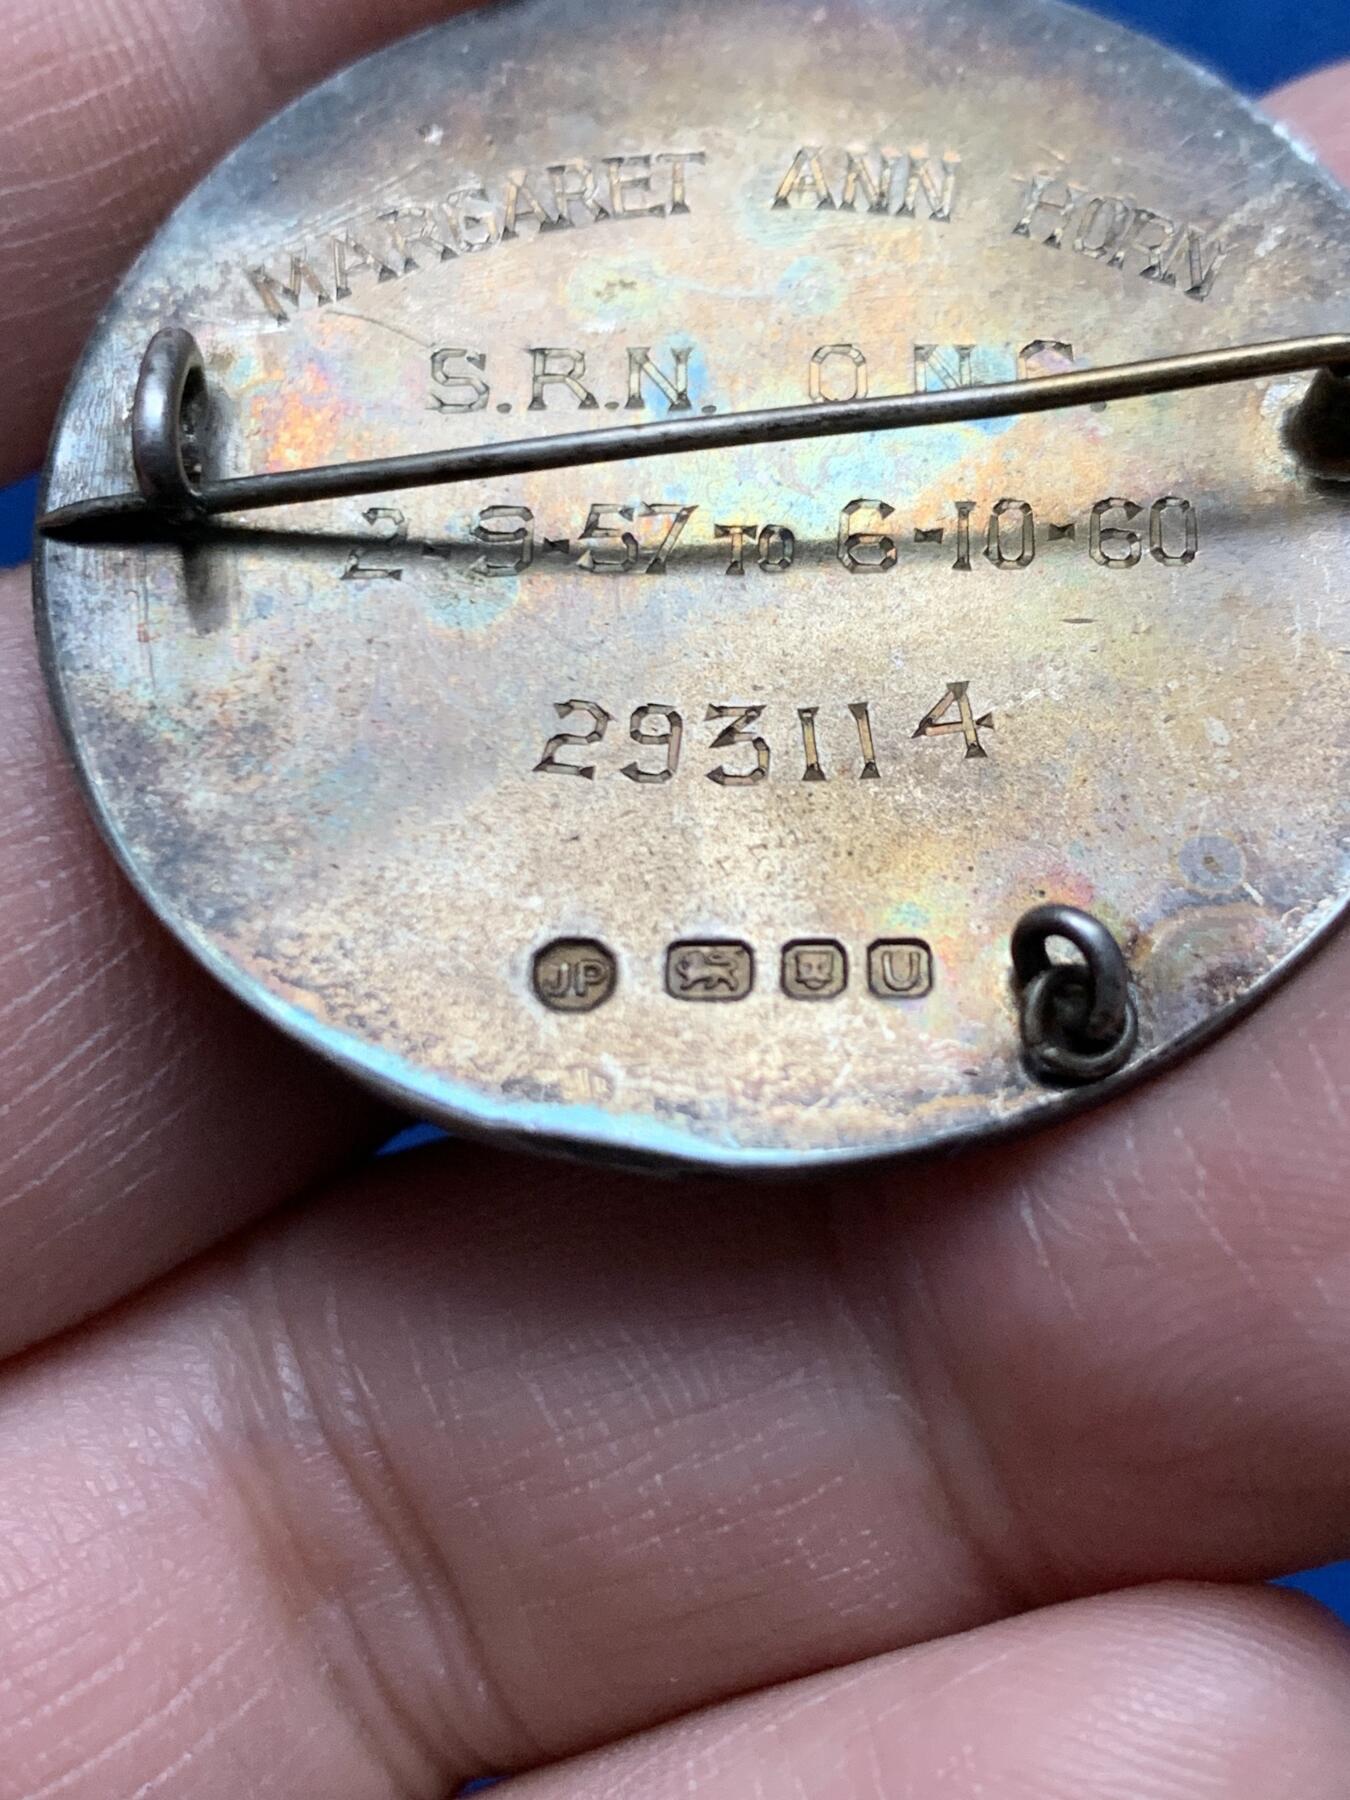 MARGARET ANN HORN
S.R.N. O.N.C.
2-9-57 TO 6-10-60
293114
JP U